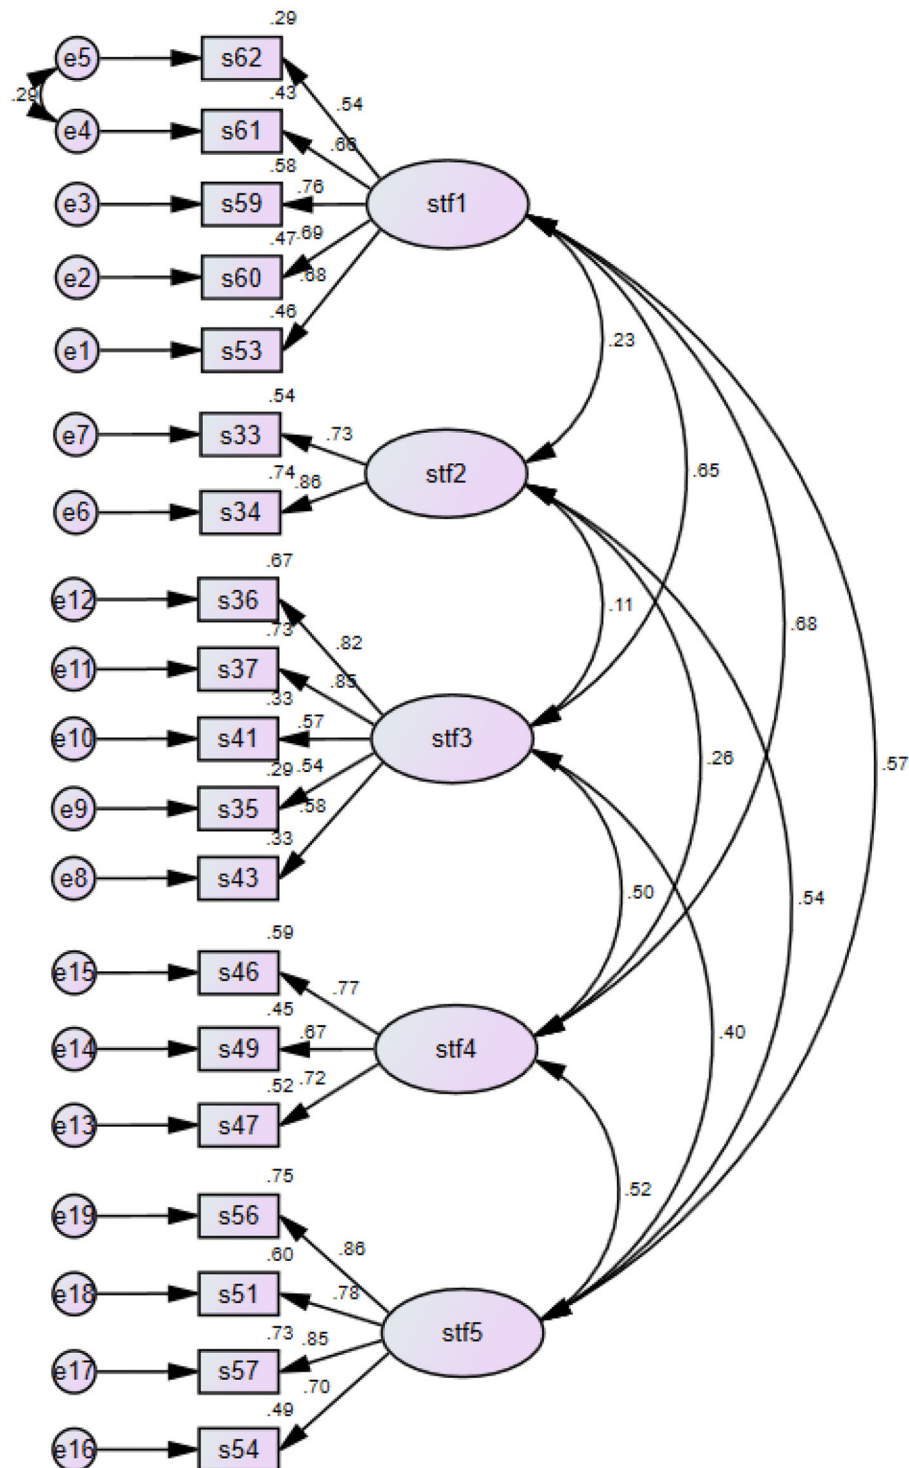 .29
e5 s62
.54
.29
.43
e4 s61
.66
.58
.76
e3 s59 stf1
.47 .69
e2 s60
.68
.46
e1 s53
.23
.54
e7 s33 .73
.65
stf2
.74 .86
e6 s34
.67
e12 s36
.11
.73
.82
.68
e11 s37 .85
.33
.57
e10 s41 stf3
.26
.29 .54
.57
e9 s35 .58
.33
e8 s43
.50
.54
.59
e15 s46
.77
.45
.67
.40
e14 s49 stf4
.52 .72
e13 s47
.75
.52
e19 s56
.86
.60
e18 s51 .78
.73 .85
stf5
e17 s57
.70
.49
e16 s54